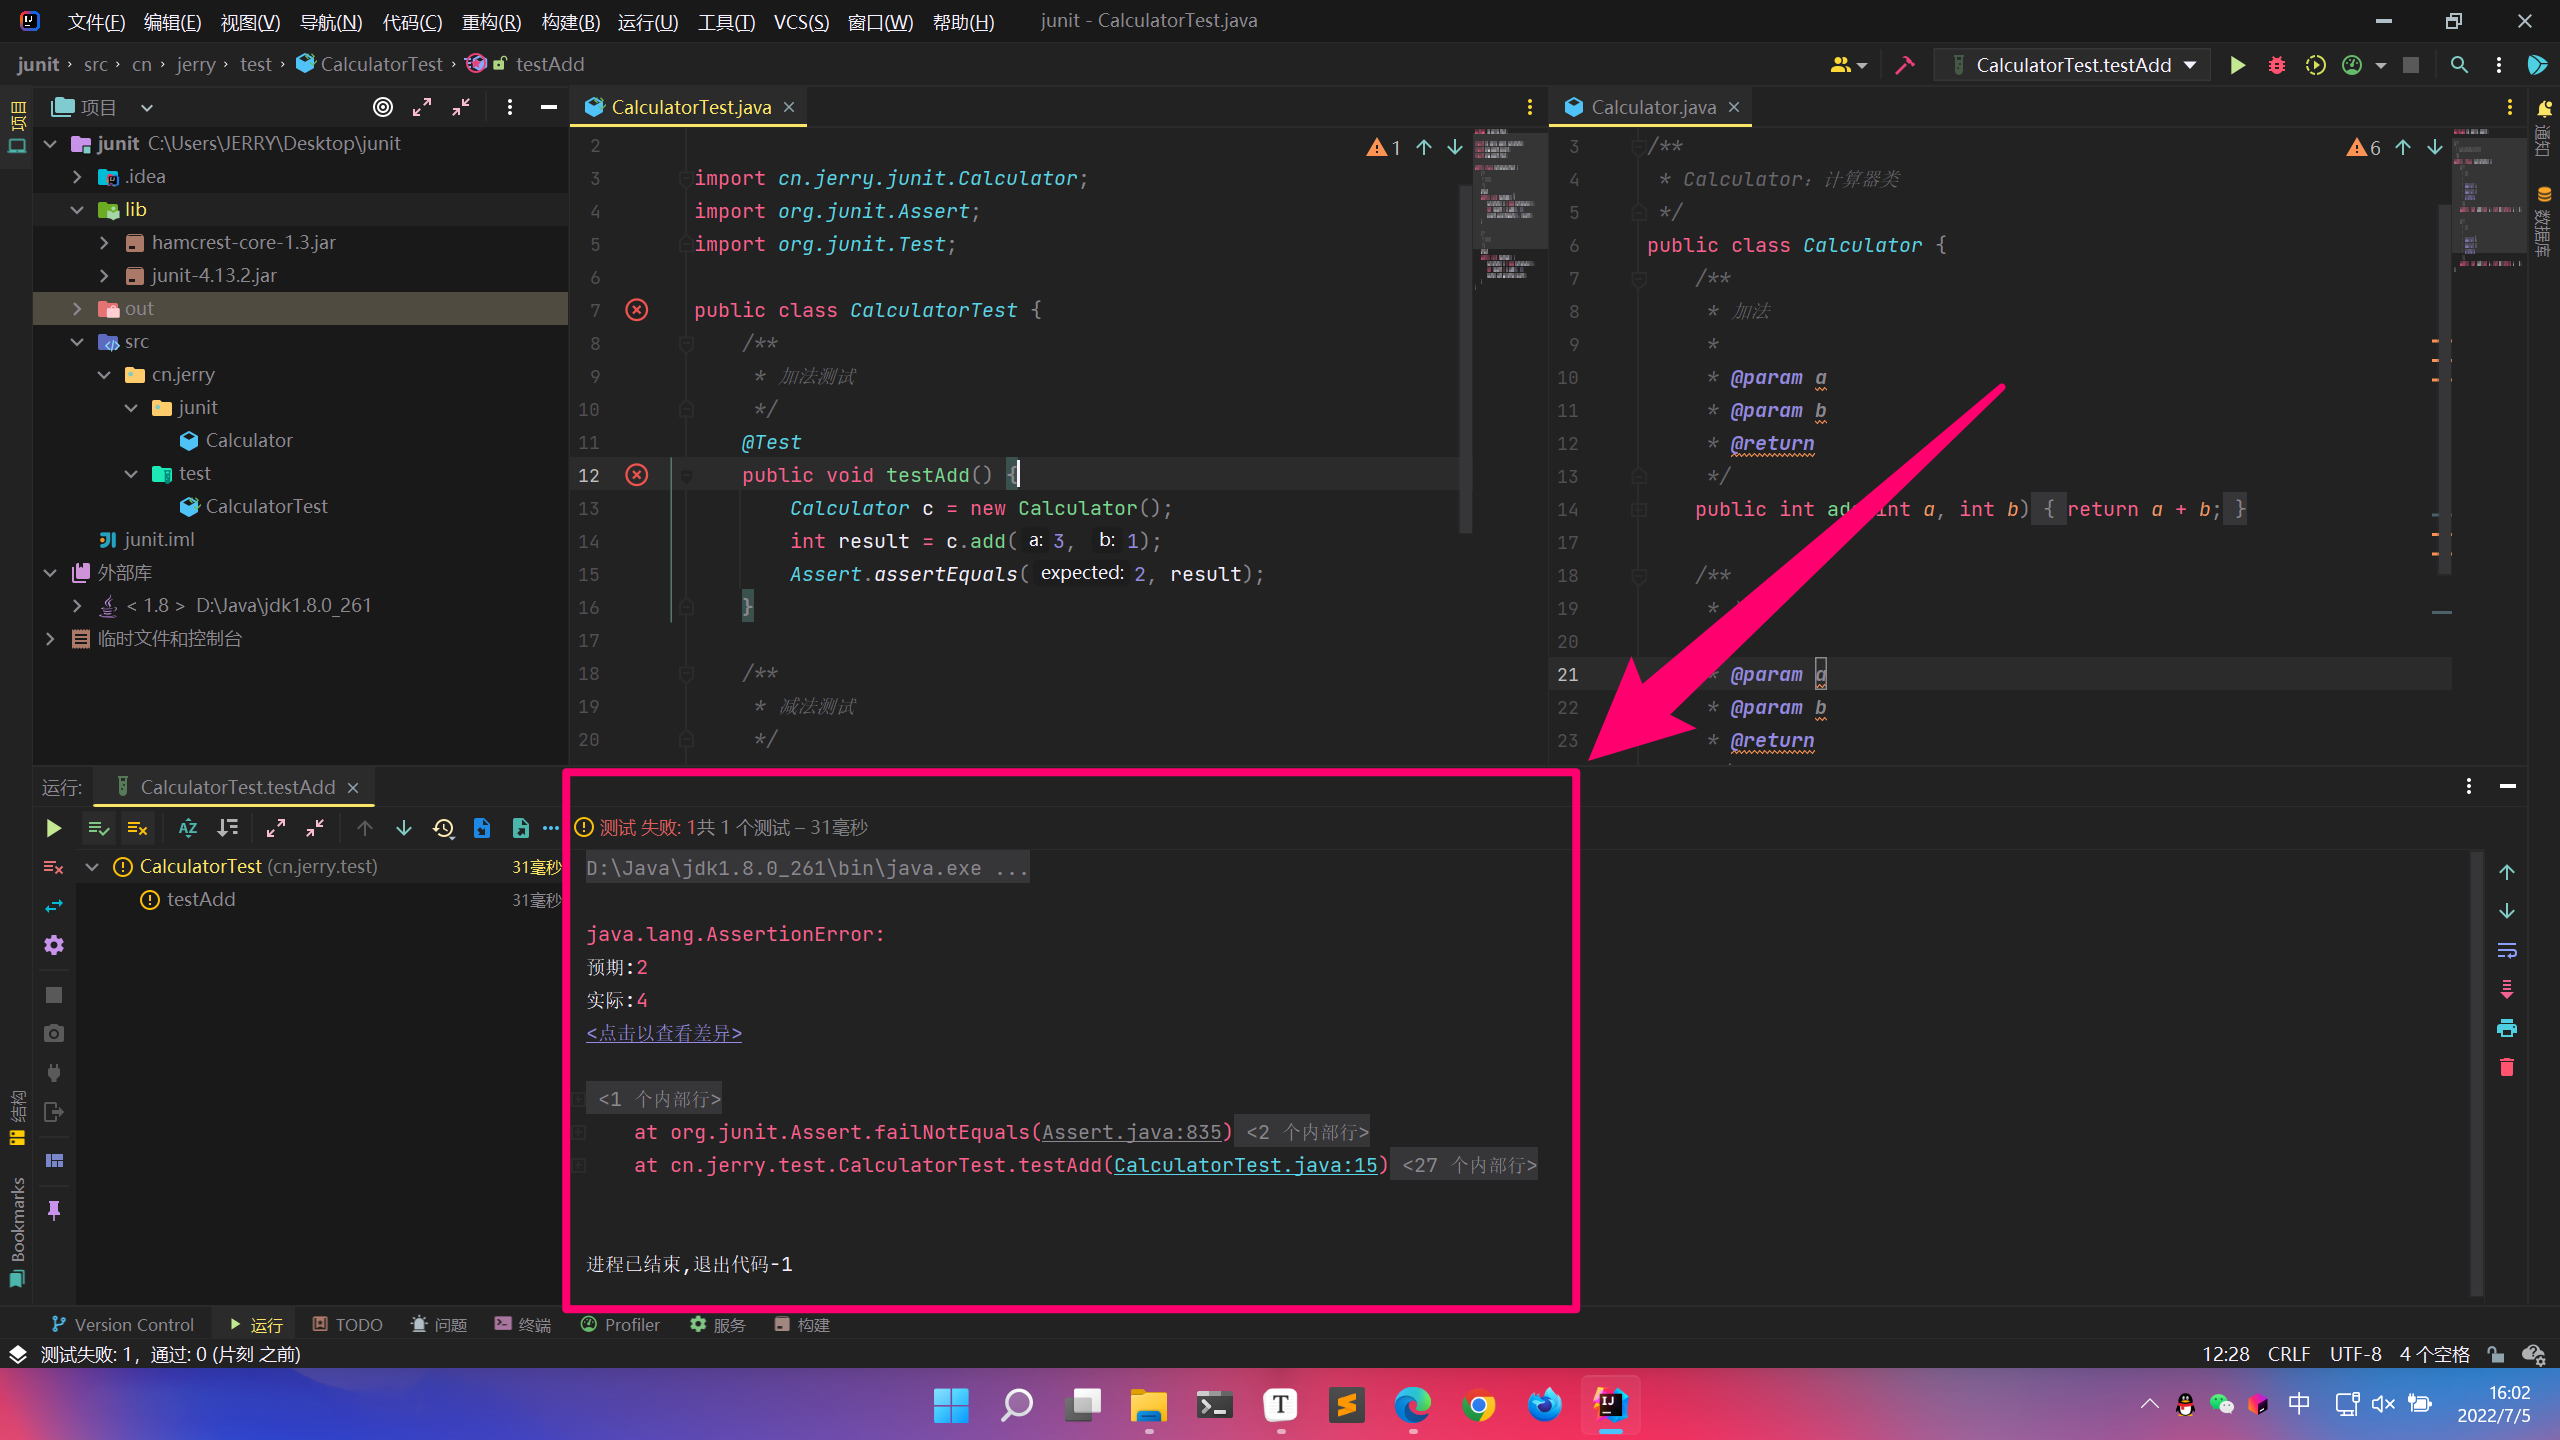 文件(F) 编辑(E) 视图(V) 导航(N) 代码(C) 重构(R) 构建(B) 运行(U) 工具(T) VCS(S) 窗口(W) 帮助(H) junit - CalculatorTest.java
junit › src › cn › jerry › test › CalculatorTest › testAdd
CalculatorTest.testAdd
项目
项目
结构
Bookmarks
junit C:\Users\JERRY\Desktop\junit
.idea
lib
hamcrest-core-1.3.jar
junit-4.13.2.jar
out
src
cn.jerry
junit
Calculator
test
CalculatorTest
junit.iml
外部库
< 1.8 > D:\Java\jdk1.8.0_261
临时文件和控制台
CalculatorTest.java
1
2
3 import cn.jerry.junit.Calculator;
4 import org.junit.Assert;
5 import org.junit.Test;
6
7 public class CalculatorTest {
8 /**
9 * 加法测试
10 */
11 @Test
12 public void testAdd() {
13 Calculator c = new Calculator();
14 int result = c.add( a: 3, b: 1);
15 Assert.assertEquals( expected: 2, result);
16 }
17
18 /**
19 * 减法测试
20 */
Calculator.java
6
3 /**
4 * Calculator：计算器类
5 */
6 public class Calculator {
7 /**
8 * 加法
9 *
10 * @param a
11 * @param b
12 * @return
13 */
14 public int ad int a, int b) { return a + b; }
17
18 /**
19 *
20
21 * @param a
22 * @param b
23 * @return
通知
数据库
运行: CalculatorTest.testAdd
测试 失败: 1共 1 个测试 – 31毫秒
CalculatorTest (cn.jerry.test) 31毫秒
testAdd 31毫秒
D:\Java\jdk1.8.0_261\bin\java.exe ...
java.lang.AssertionError:
预期:2
实际:4
<点击以查看差异>
<1 个内部行>
at org.junit.Assert.failNotEquals(Assert.java:835) <2 个内部行>
at cn.jerry.test.CalculatorTest.testAdd(CalculatorTest.java:15) <27 个内部行>
进程已结束,退出代码-1
Version Control 运行 TODO 问题 终端 Profiler 服务 构建
测试失败: 1，通过: 0 (片刻 之前)
12:28 CRLF UTF-8 4 个空格
中
16:02
2022/7/5